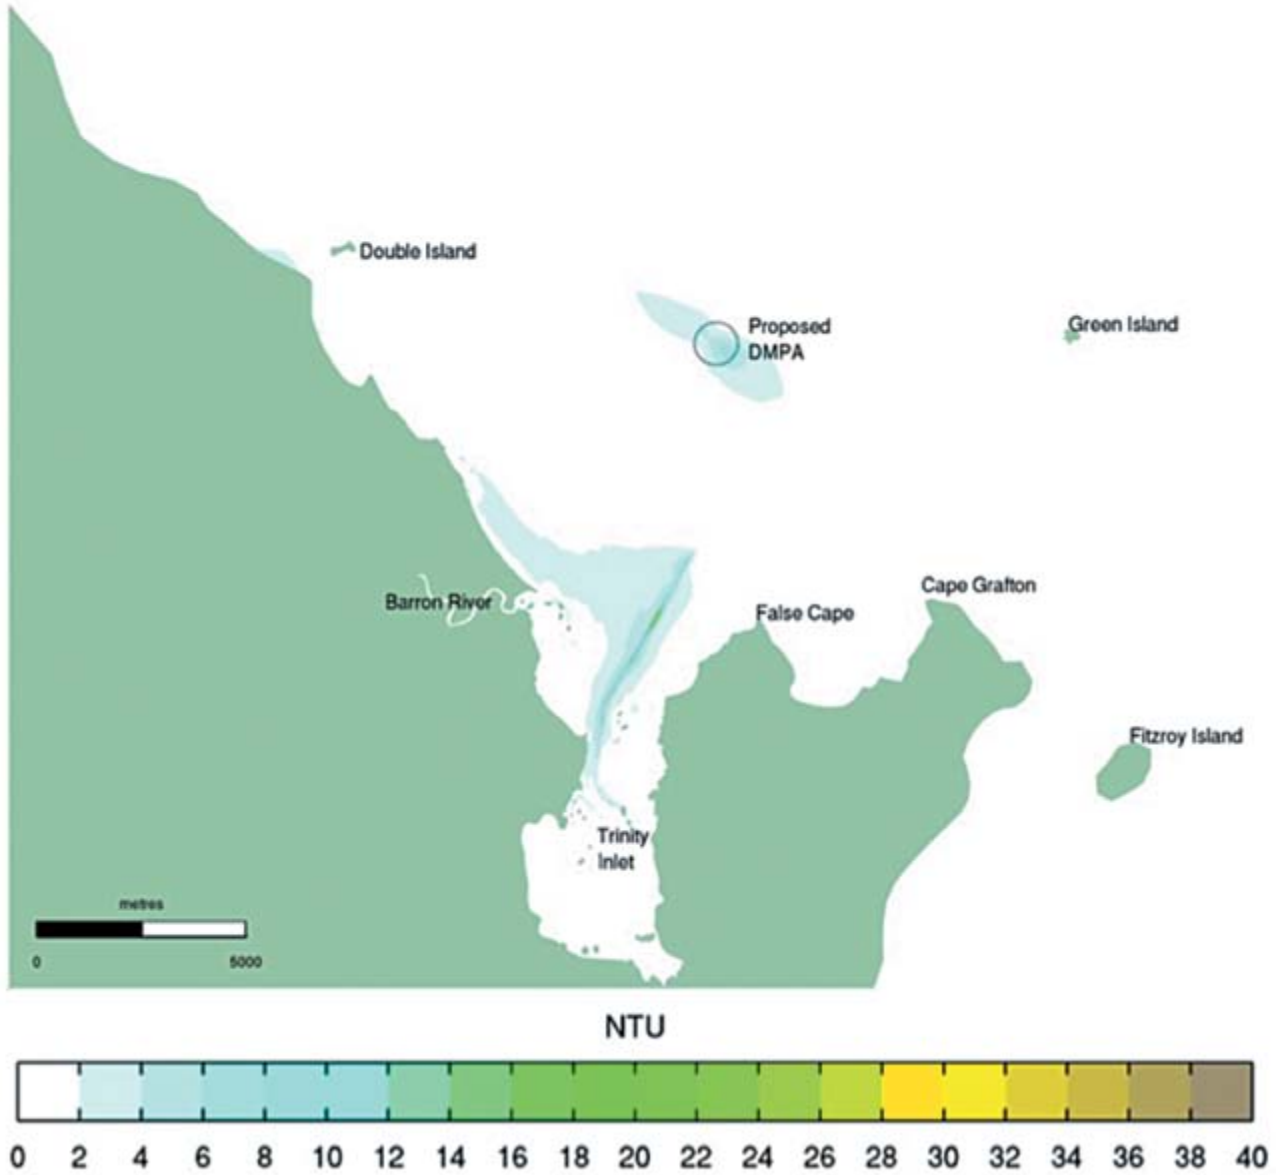 Double Island
Proposed
DMPA
Green Island
Barron River
False Cape
Cape Grafton
Fitzroy Island
Trinity
Inlet
metres
0 5000
NTU
0 2 4 6 8 10 12 14 16 18 20 22 24 26 28 30 32 34 36 38 40